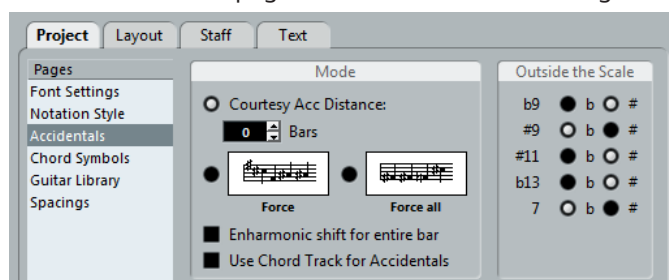 Project Layout Staff Text
Pages
Font Settings
Notation Style
Accidentals
Chord Symbols
Guitar Library
Spacings
Mode
Courtesy Acc Distance:
0 Bars
Force Force all
Enharmonic shift for entire bar
Use Chord Track for Accidentals
Outside the Scale
b9 b #
#9 b #
#11 b #
b13 b #
7 b #